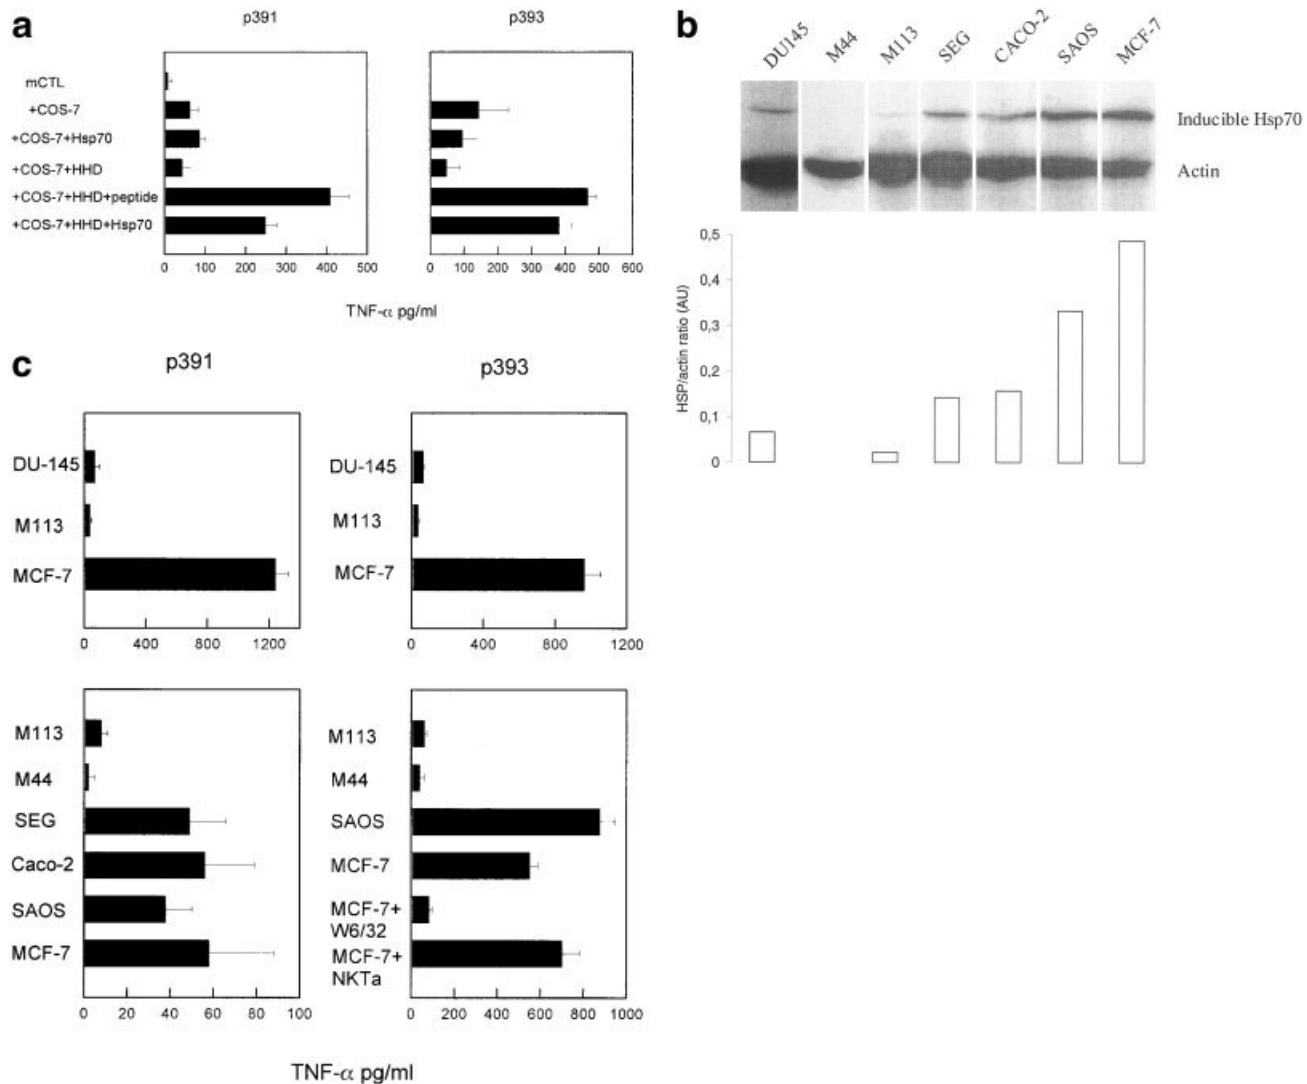 a
p391
p393
mCTL
+COS-7
+COS-7+Hsp70
+COS-7+HHD
+COS-7+HHD+peptide
+COS-7+HHD+Hsp70
0 100 200 300 400 500
0 100 200 300 400 500 600
TNF-α pg/ml
b
DU145 M44 M113 SEG CACO-2 SAOS MCF-7
Inducible Hsp70
Actin
HSP/actin ratio (AU)
0,5
0,4
0,3
0,2
0,1
0
c
p391
p393
DU-145
M113
MCF-7
0 400 800 1200
DU-145
M113
MCF-7
0 400 800 1200
M113
M44
SEG
Caco-2
SAOS
MCF-7
0 20 40 60 80 100
M113
M44
SAOS
MCF-7
MCF-7+
W6/32
MCF-7+
NKTa
0 200 400 600 800 1000
TNF-α pg/ml